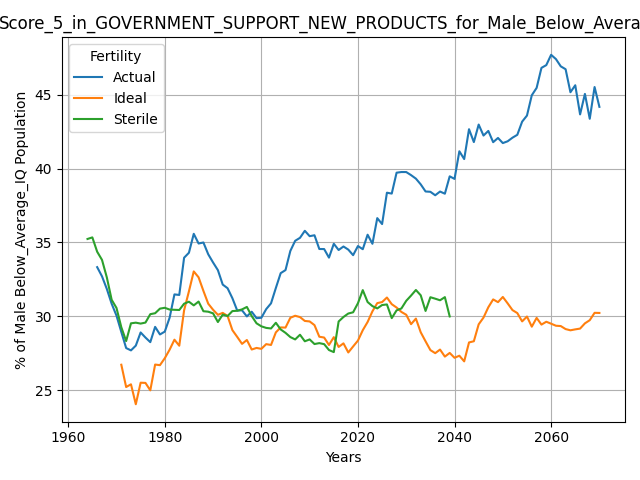 Score_5_in_GOVERNMENT_SUPPORT_NEW_PRODUCTS_for_Male_Below_Avera
Fertility
Actual
Ideal
Sterile
% of Male Below_Average_IQ Population
45
40
35
30
25
1960 1980 2000 2020 2040 2060
Years